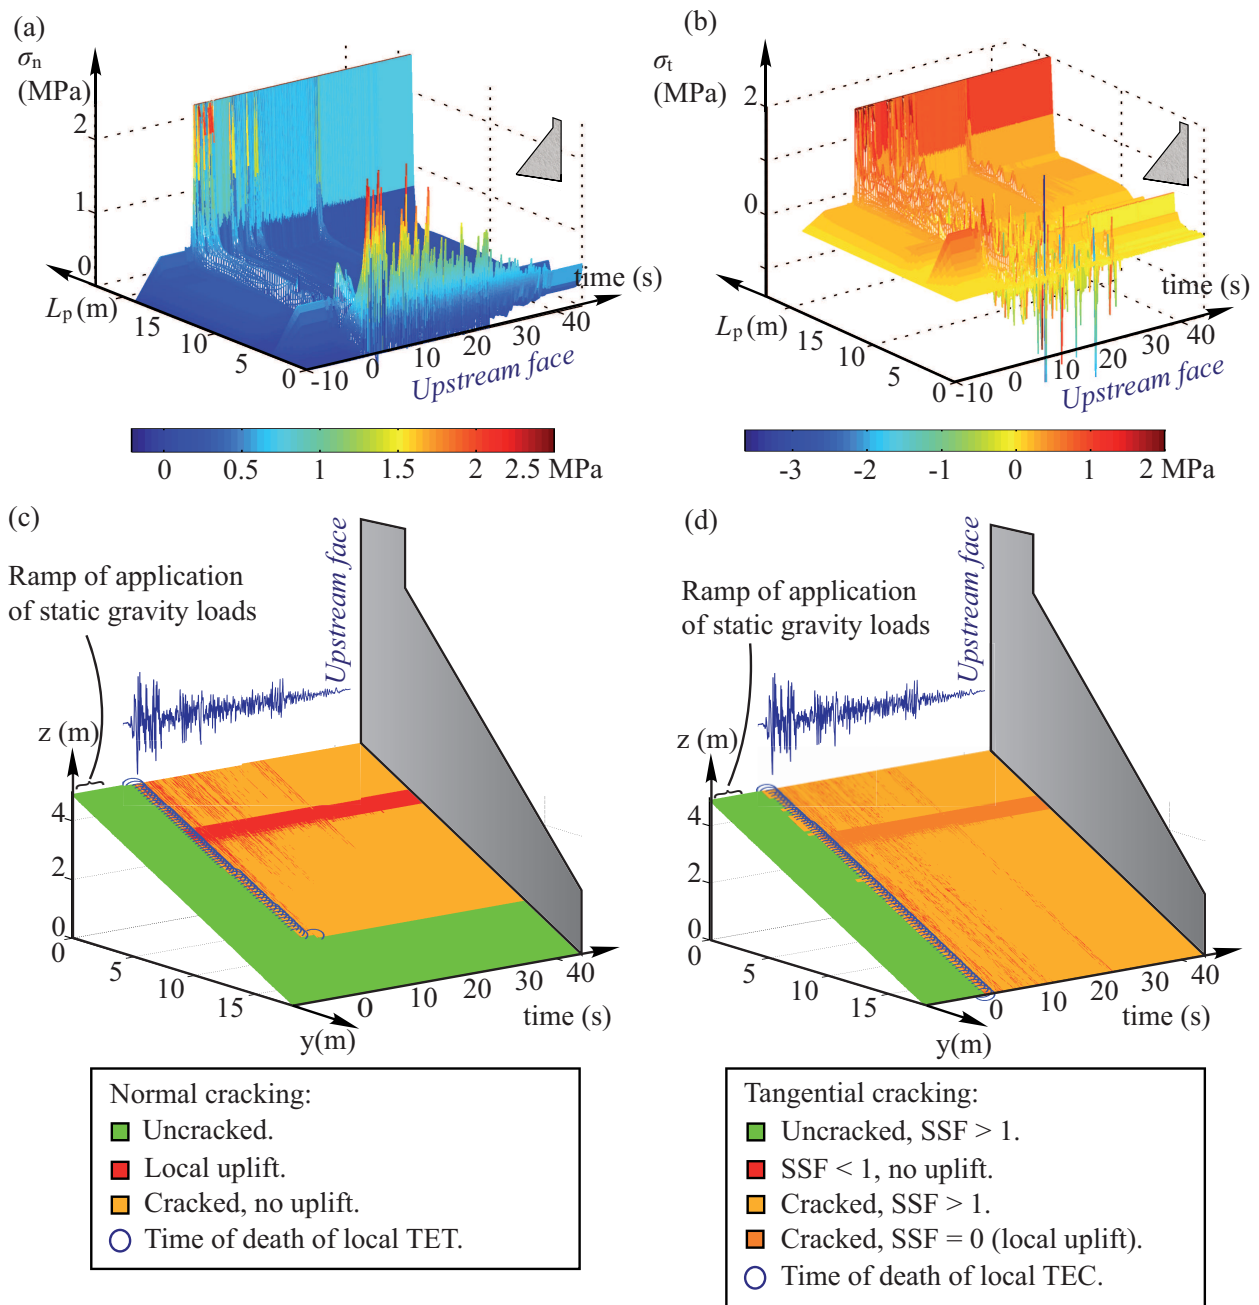 (a)
σn
(MPa)
2
1
0
Lp (m)
15
10
5
0
-10
0
10
20
30
40
time (s)
Upstream face
0
0.5
1
1.5
2
2.5 MPa
(b)
σt
(MPa)
2
0
Lp (m)
15
10
5
0
-10
0
10
20
30
40
time (s)
Upstream face
-3
-2
-1
0
1
2 MPa
(c)
Ramp of application
of static gravity loads
Upstream face
z (m)
4
2
0
0
5
10
15
y(m)
0
10
20
30
40
time (s)
Normal cracking:
Uncracked.
Local uplift.
Cracked, no uplift.
Time of death of local TET.
(d)
Ramp of application
of static gravity loads
Upstream face
z (m)
4
2
0
0
5
10
15
y(m)
0
10
20
30
40
time (s)
Tangential cracking:
Uncracked, SSF > 1.
SSF < 1, no uplift.
Cracked, SSF > 1.
Cracked, SSF = 0 (local uplift).
Time of death of local TEC.